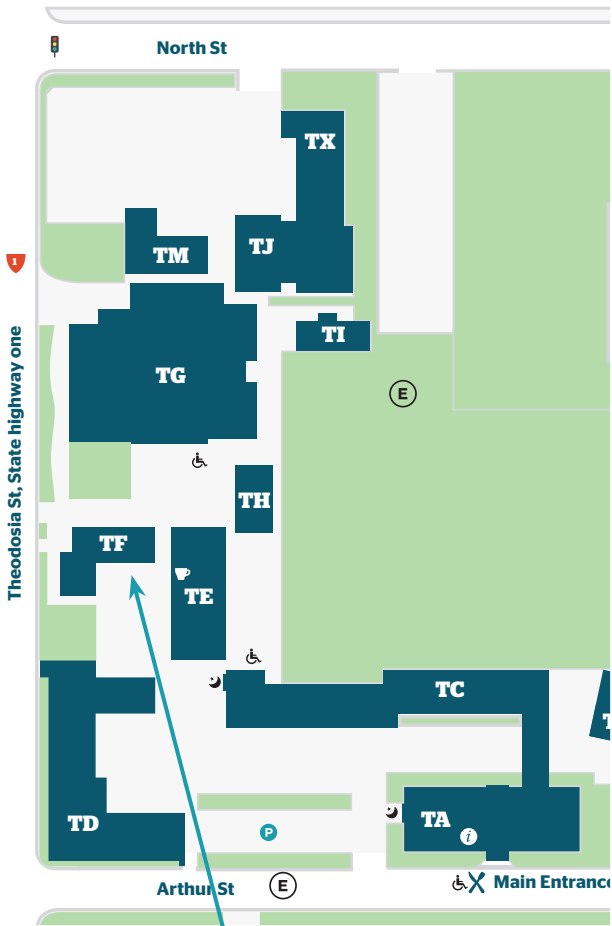 North St
TX
TJ
TM
1
TI
TG
E
TH
Theodosia St, State highway one
TF
TE
TC
T
TD
TA
i
P
Arthur St
E
Main Entrance